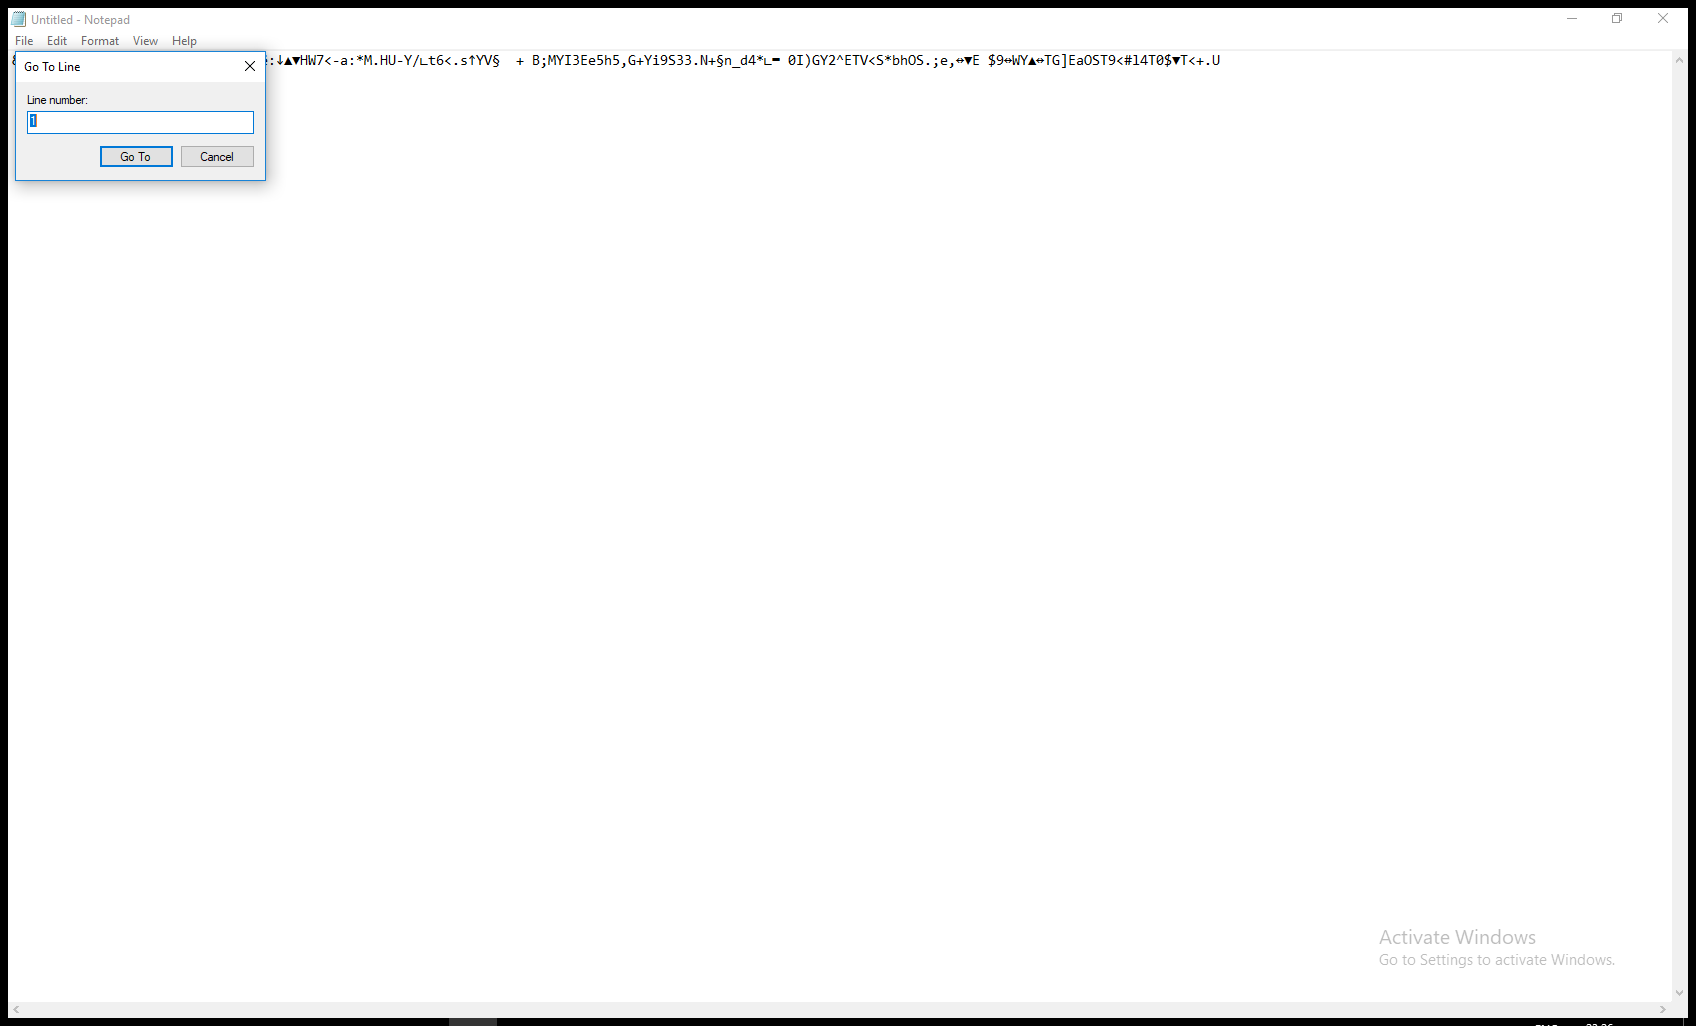 Untitled - Notepad
File Edit Format View Help
:↓▲▼HW7<-a:*M.HU-Y/∟t6<.s↑YV§  + B;MYI3Ee5h5,G+Yi9S33.N+§n_d4*∟▬ 0I)GY2^ETV<S*bhOS.;e,↔▼E $9↔WY▲↔TG]EaOST9<#14T0$▼T<+.U
Go To Line
Line number:
1
Go To Cancel
Activate Windows
Go to Settings to activate Windows.